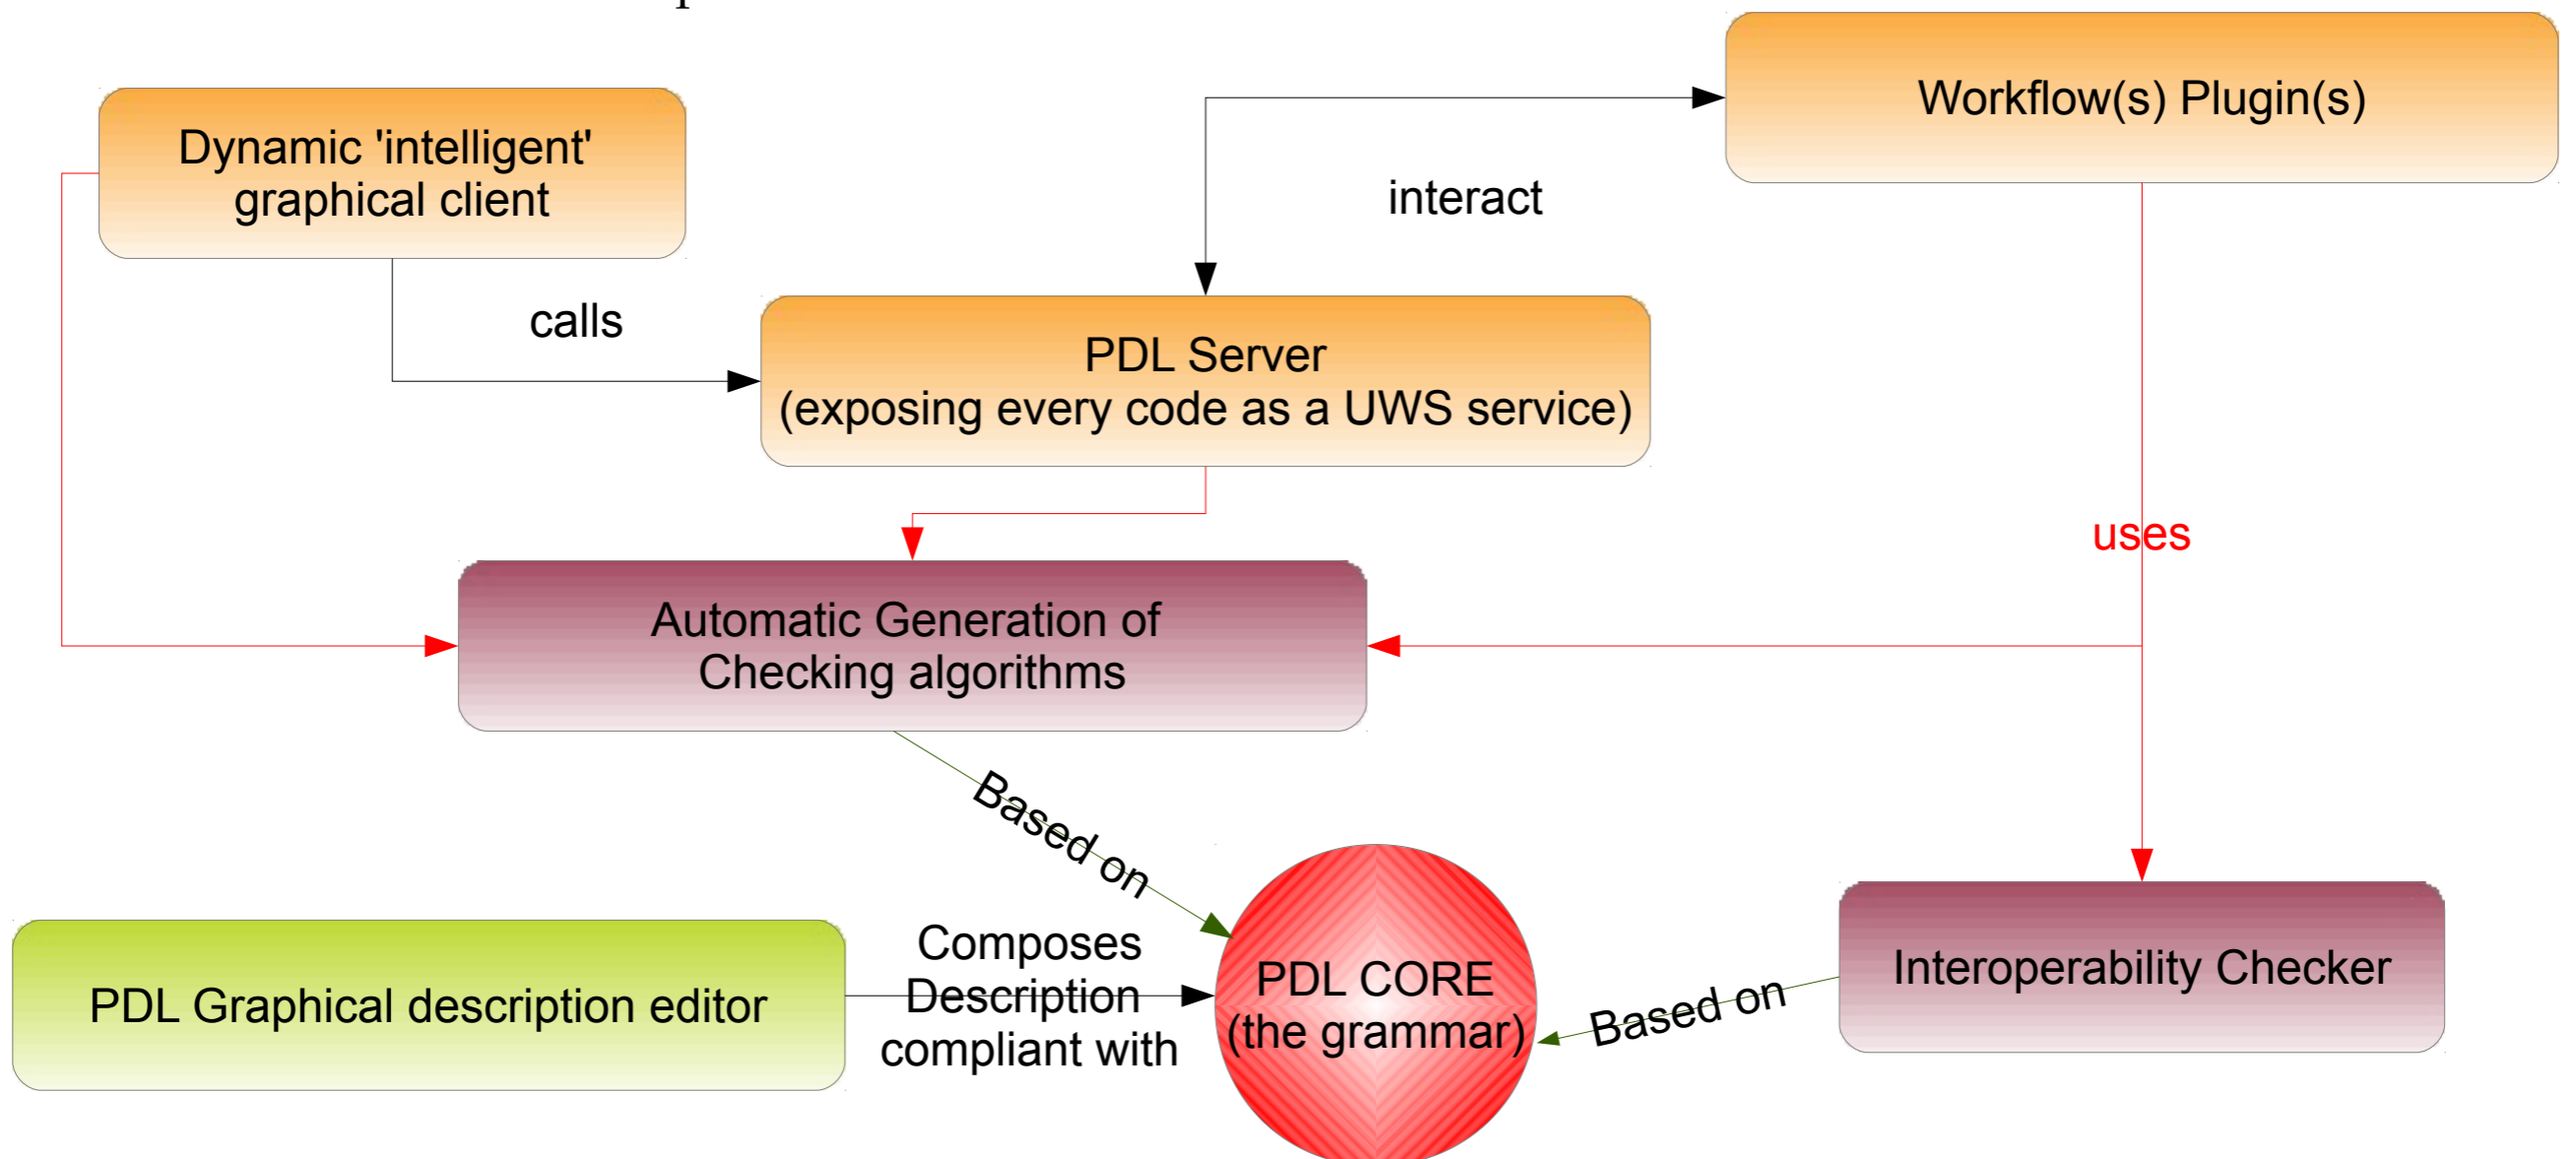 Workflow(s) Plugin(s)
Dynamic 'intelligent'
graphical client
interact
calls
PDL Server
(exposing every code as a UWS service)
uses
Automatic Generation of
Checking algorithms
Based on
Composes
Description
compliant with
PDL Graphical description editor
PDL CORE
(the grammar)
Based on
Interoperability Checker